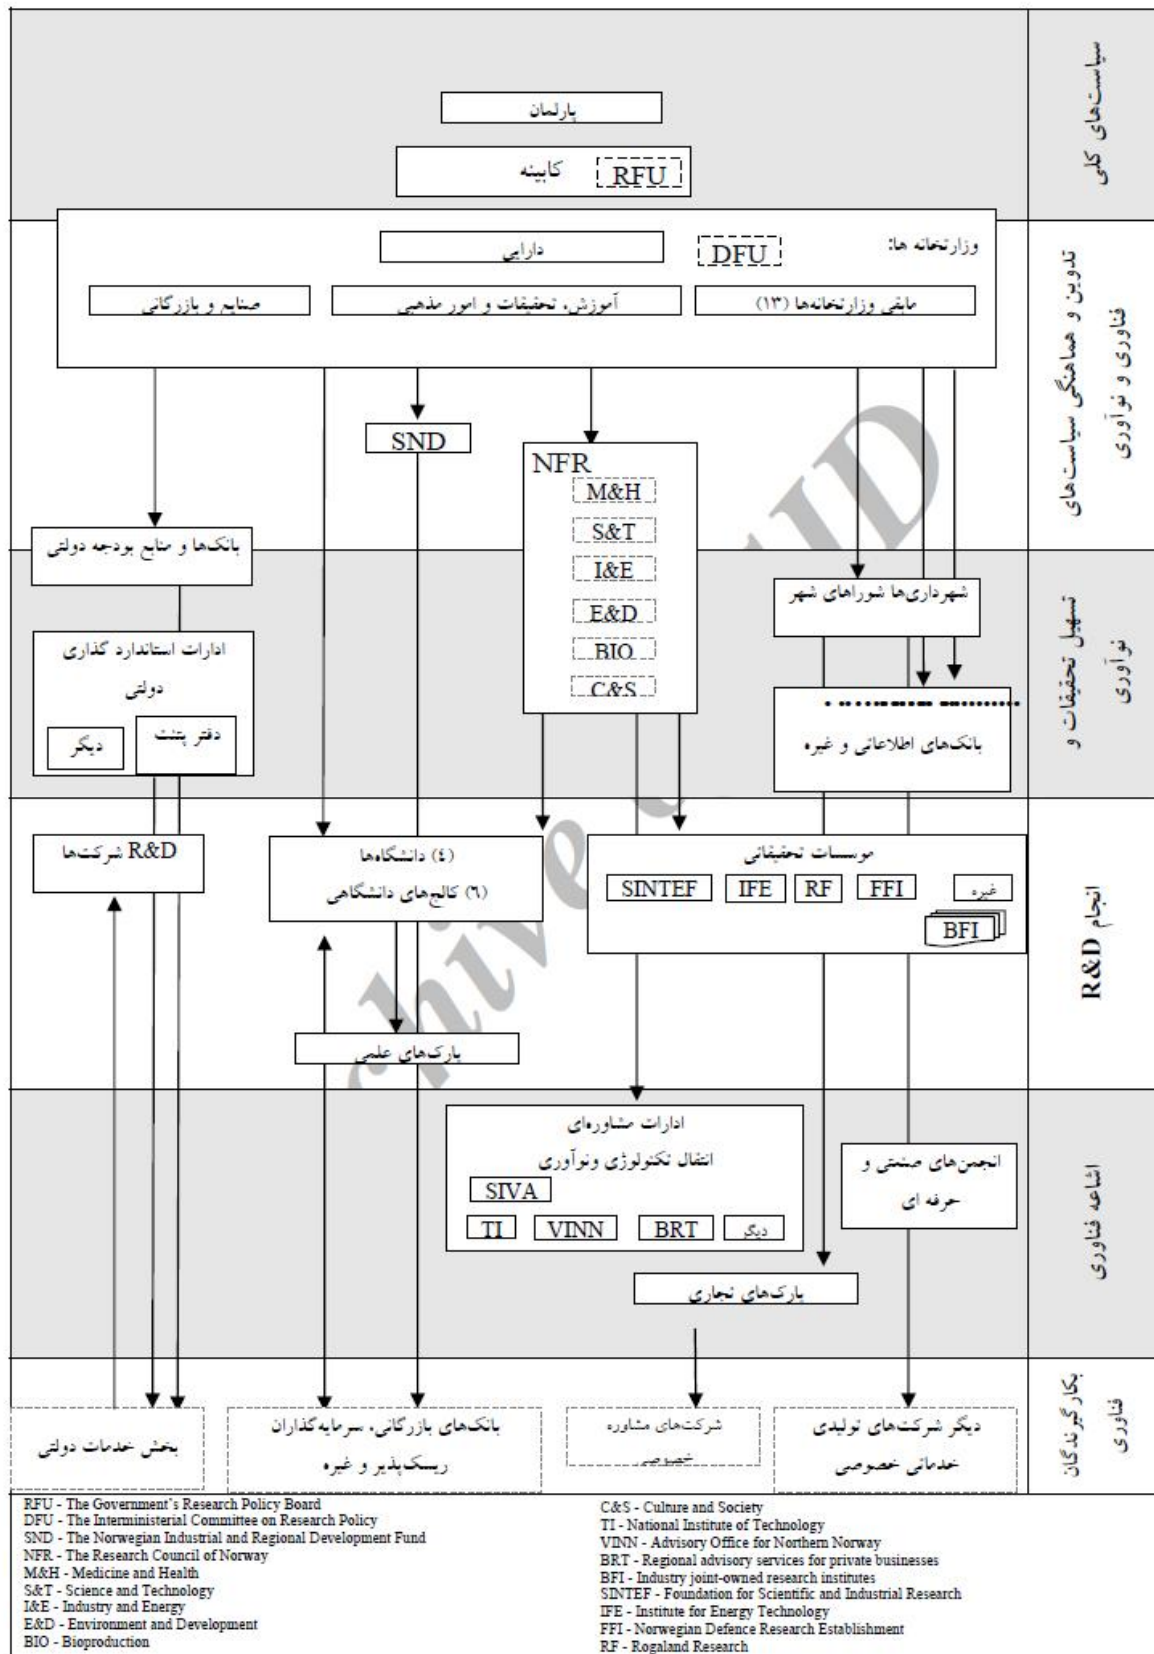 سیاست‌های کلی
پارلمان
کابینه
RFU
تدوین و هماهنگی سیاست‌های
فناوری و نوآوری
وزارتخانه ها:
DFU
دارایی
مابقی وزارتخانه‌ها (۱۳)
آموزش، تحقیقات و امور مذهبی
صنایع و بازرگانی
SND
NFR
M&H
S&T
I&E
E&D
BIO
C&S
بانک‌ها و منابع بودجه دولتی
تسهیل تحقیقات و
نوآوری
شهرداری‌ها شوراهای شهر
ادارات استاندارد گذاری
دولتی
دفتر پتنت
دیگر
بانک‌های اطلاعاتی و غیره
انجام R&D
موسسات تحقیقاتی
SINTEF
IFE
RF
FFI
غیره
BFI
(٤) دانشگاه‌ها
(٦) کالج‌های دانشگاهی
R&D شرکت‌ها
پارک‌های علمی
اشاعه فناوری
ادارات مشاوره‌ای
انتقال تکنولوژی ونوآوری
SIVA
TI
VINN
BRT
دیگر
انجمن‌های صنعتی و
حرفه ای
پارک‌های تجاری
بکارگیرندگان
فناوری
دیگر شرکت‌های تولیدی
خدماتی خصوصی
شرکت‌های مشاوره
خصوصی
بانک‌های بازرگانی، سرمایه‌گذاران
ریسک‌پذیر و غیره
بخش خدمات دولتی
RFU - The Government's Research Policy Board
DFU - The Interministerial Committee on Research Policy
SND - The Norwegian Industrial and Regional Development Fund
NFR - The Research Council of Norway
M&H - Medicine and Health
S&T - Science and Technology
I&E - Industry and Energy
E&D - Environment and Development
BIO - Bioproduction
C&S - Culture and Society
TI - National Institute of Technology
VINN - Advisory Office for Northern Norway
BRT - Regional advisory services for private businesses
BFI - Industry joint-owned research institutes
SINTEF - Foundation for Scientific and Industrial Research
IFE - Institute for Energy Technology
FFI - Norwegian Defence Research Establishment
RF - Rogaland Research